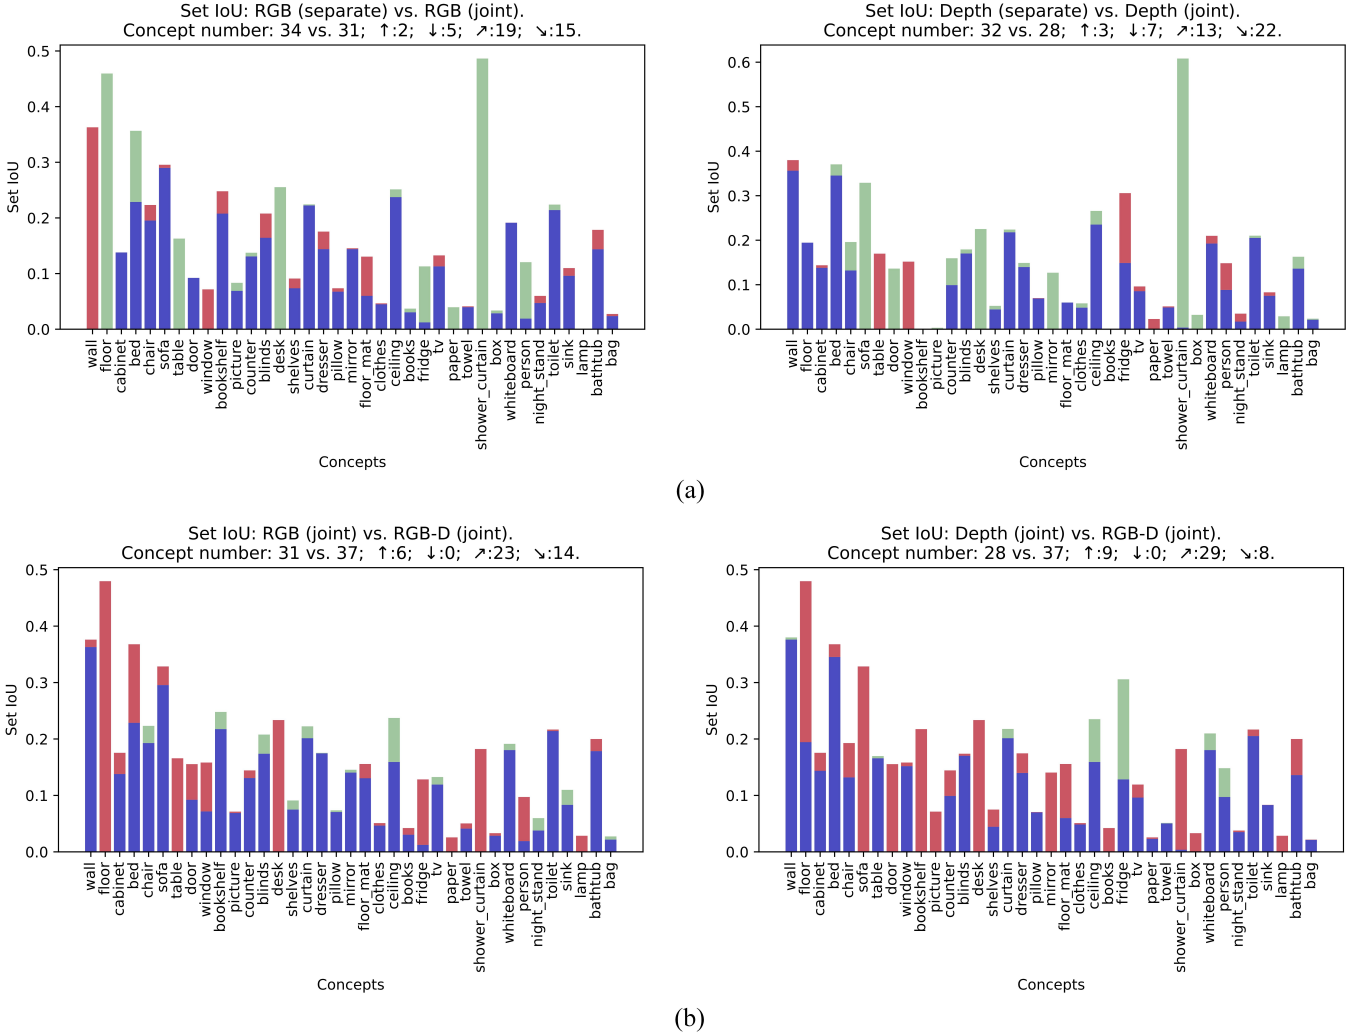 Set IoU: RGB (separate) vs. RGB (joint).
Concept number: 34 vs. 31; ↑:2; ↓:5; ↗:19; ↘:15.
0.5
0.4
0.3
0.2
0.1
0.0
Set IoU
wall floor cabinet bed chair sofa table door window bookshelf picture counter blinds desk shelves curtain dresser pillow mirror floor_mat clothes ceiling books fridge tv paper towel shower_curtain box whiteboard person night_stand toilet sink lamp bathtub bag
Concepts
Set IoU: Depth (separate) vs. Depth (joint).
Concept number: 32 vs. 28; ↑:3; ↓:7; ↗:13; ↘:22.
0.6
0.5
0.4
0.3
0.2
0.1
0.0
Set IoU
wall floor cabinet bed chair sofa table door window bookshelf picture counter blinds desk shelves curtain dresser pillow mirror floor_mat clothes ceiling books fridge tv paper towel shower_curtain box whiteboard person night_stand toilet sink lamp bathtub bag
Concepts
(a)
Set IoU: RGB (joint) vs. RGB-D (joint).
Concept number: 31 vs. 37; ↑:6; ↓:0; ↗:23; ↘:14.
0.5
0.4
0.3
0.2
0.1
0.0
Set IoU
wall floor cabinet bed chair sofa table door window bookshelf picture counter blinds desk shelves curtain dresser pillow mirror floor_mat clothes ceiling books fridge tv paper towel shower_curtain box whiteboard person night_stand toilet sink lamp bathtub bag
Concepts
Set IoU: Depth (joint) vs. RGB-D (joint).
Concept number: 28 vs. 37; ↑:9; ↓:0; ↗:29; ↘:8.
0.5
0.4
0.3
0.2
0.1
0.0
Set IoU
wall floor cabinet bed chair sofa table door window bookshelf picture counter blinds desk shelves curtain dresser pillow mirror floor_mat clothes ceiling books fridge tv paper towel shower_curtain box whiteboard person night_stand toilet sink lamp bathtub bag
Concepts
(b)